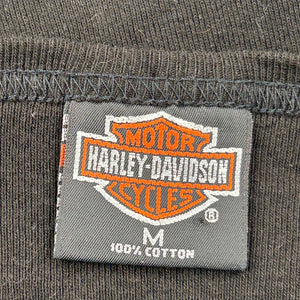 MOTOR
HARLEY-DAVIDSON
CYCLES
®
M
100% COTTON